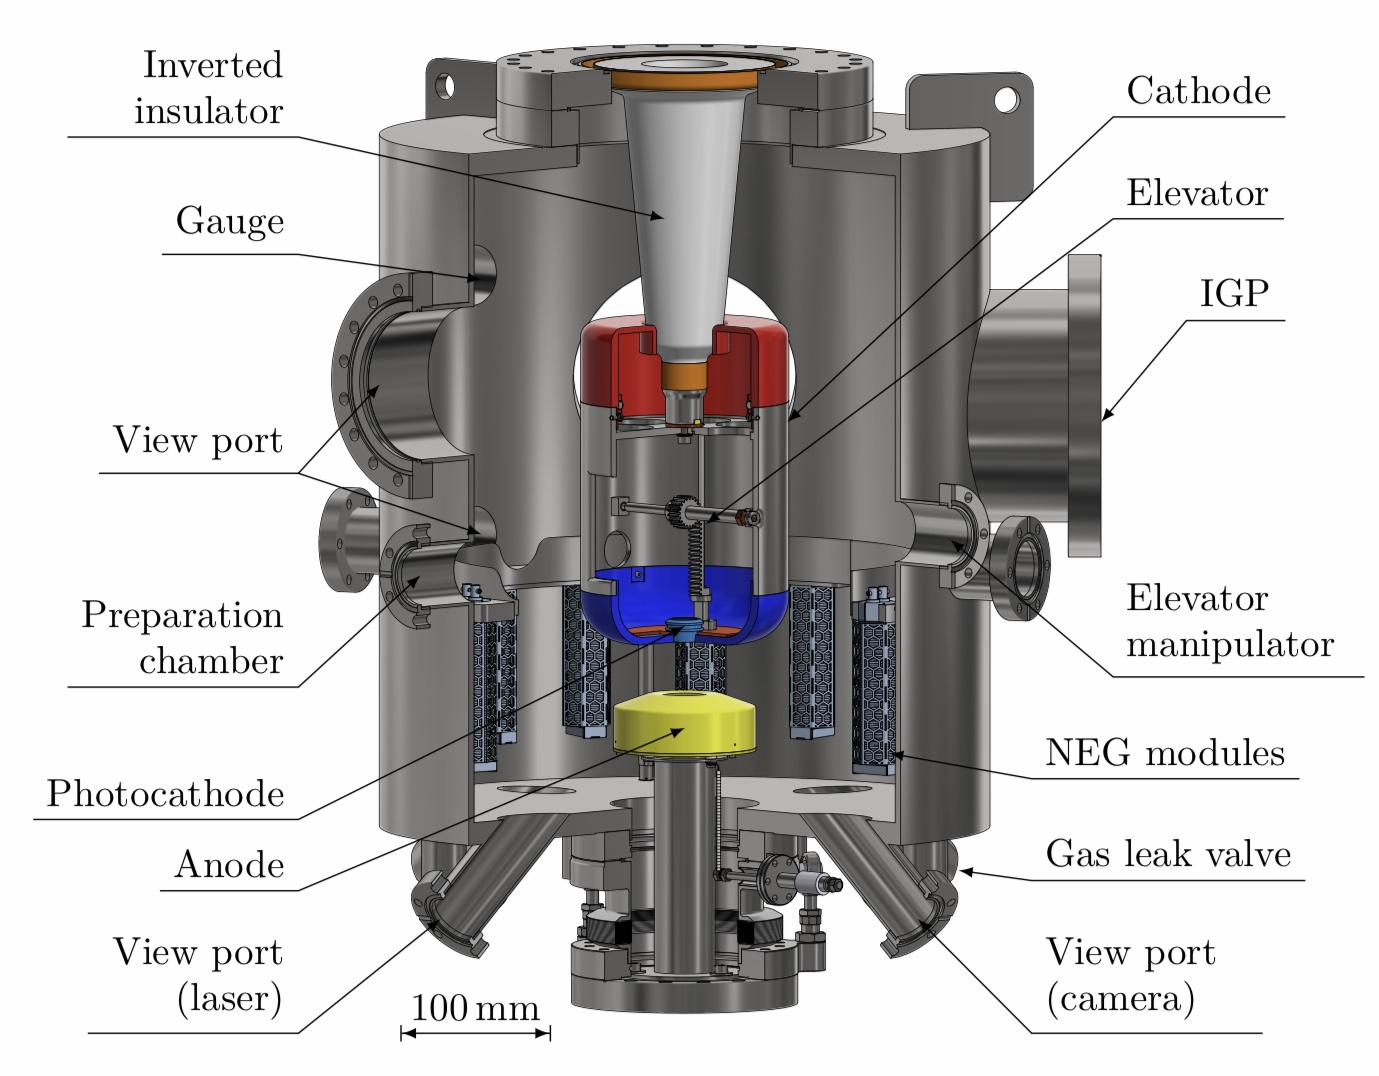 Inverted
insulator
Gauge
View port
Preparation
chamber
Photocathode
Anode
View port
(laser)
100 mm
Cathode
Elevator
IGP
Elevator
manipulator
NEG modules
Gas leak valve
View port
(camera)